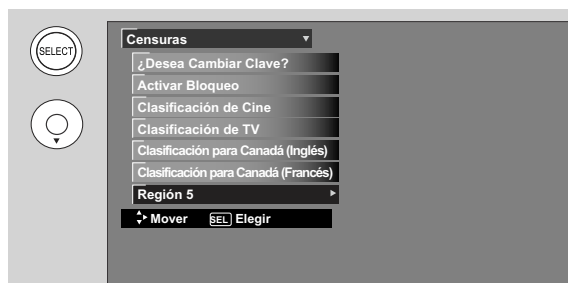 SELECT
Censuras
¿Desea Cambiar Clave?
Activar Bloqueo
Clasificación de Cine
Clasificación de TV
Clasificación para Canadá (Inglés)
Clasificación para Canadá (Francés)
Región 5
Mover SEL Elegir